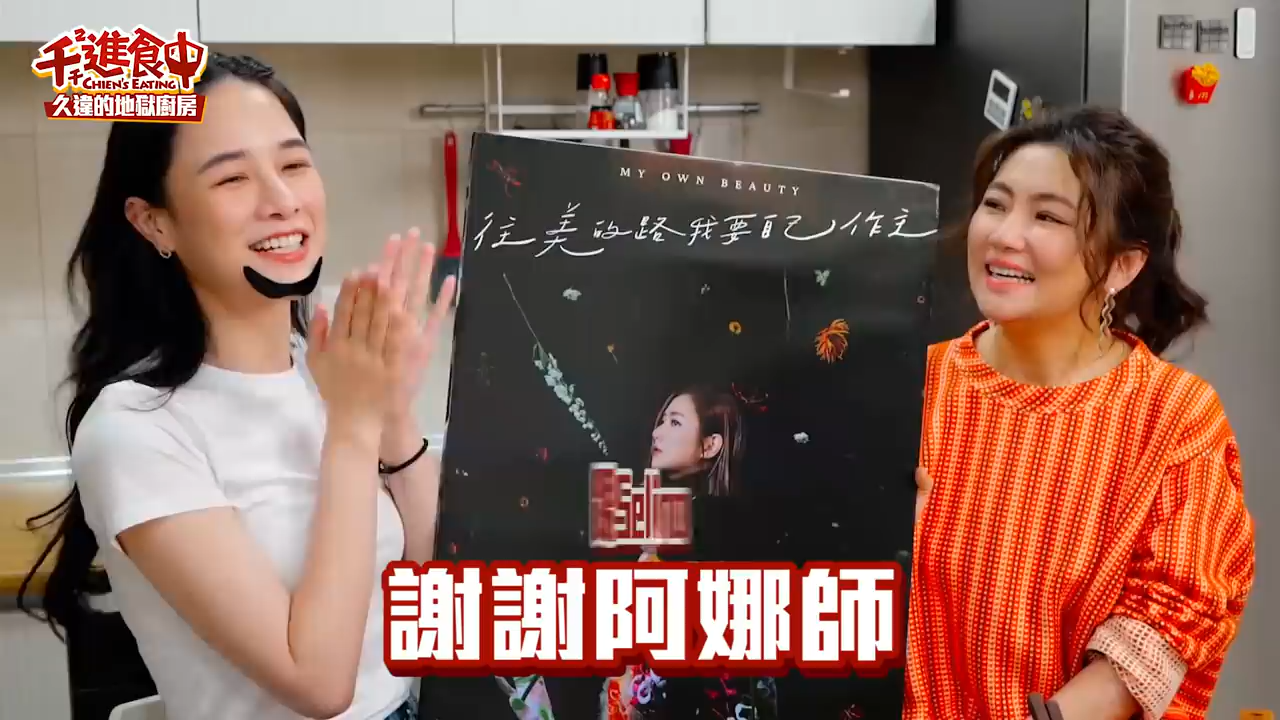 千千進食中
CHIEN'S EATING
久違的地獄廚房
MY OWN BEAUTY
往美的路我要自己作主
謝謝阿娜師